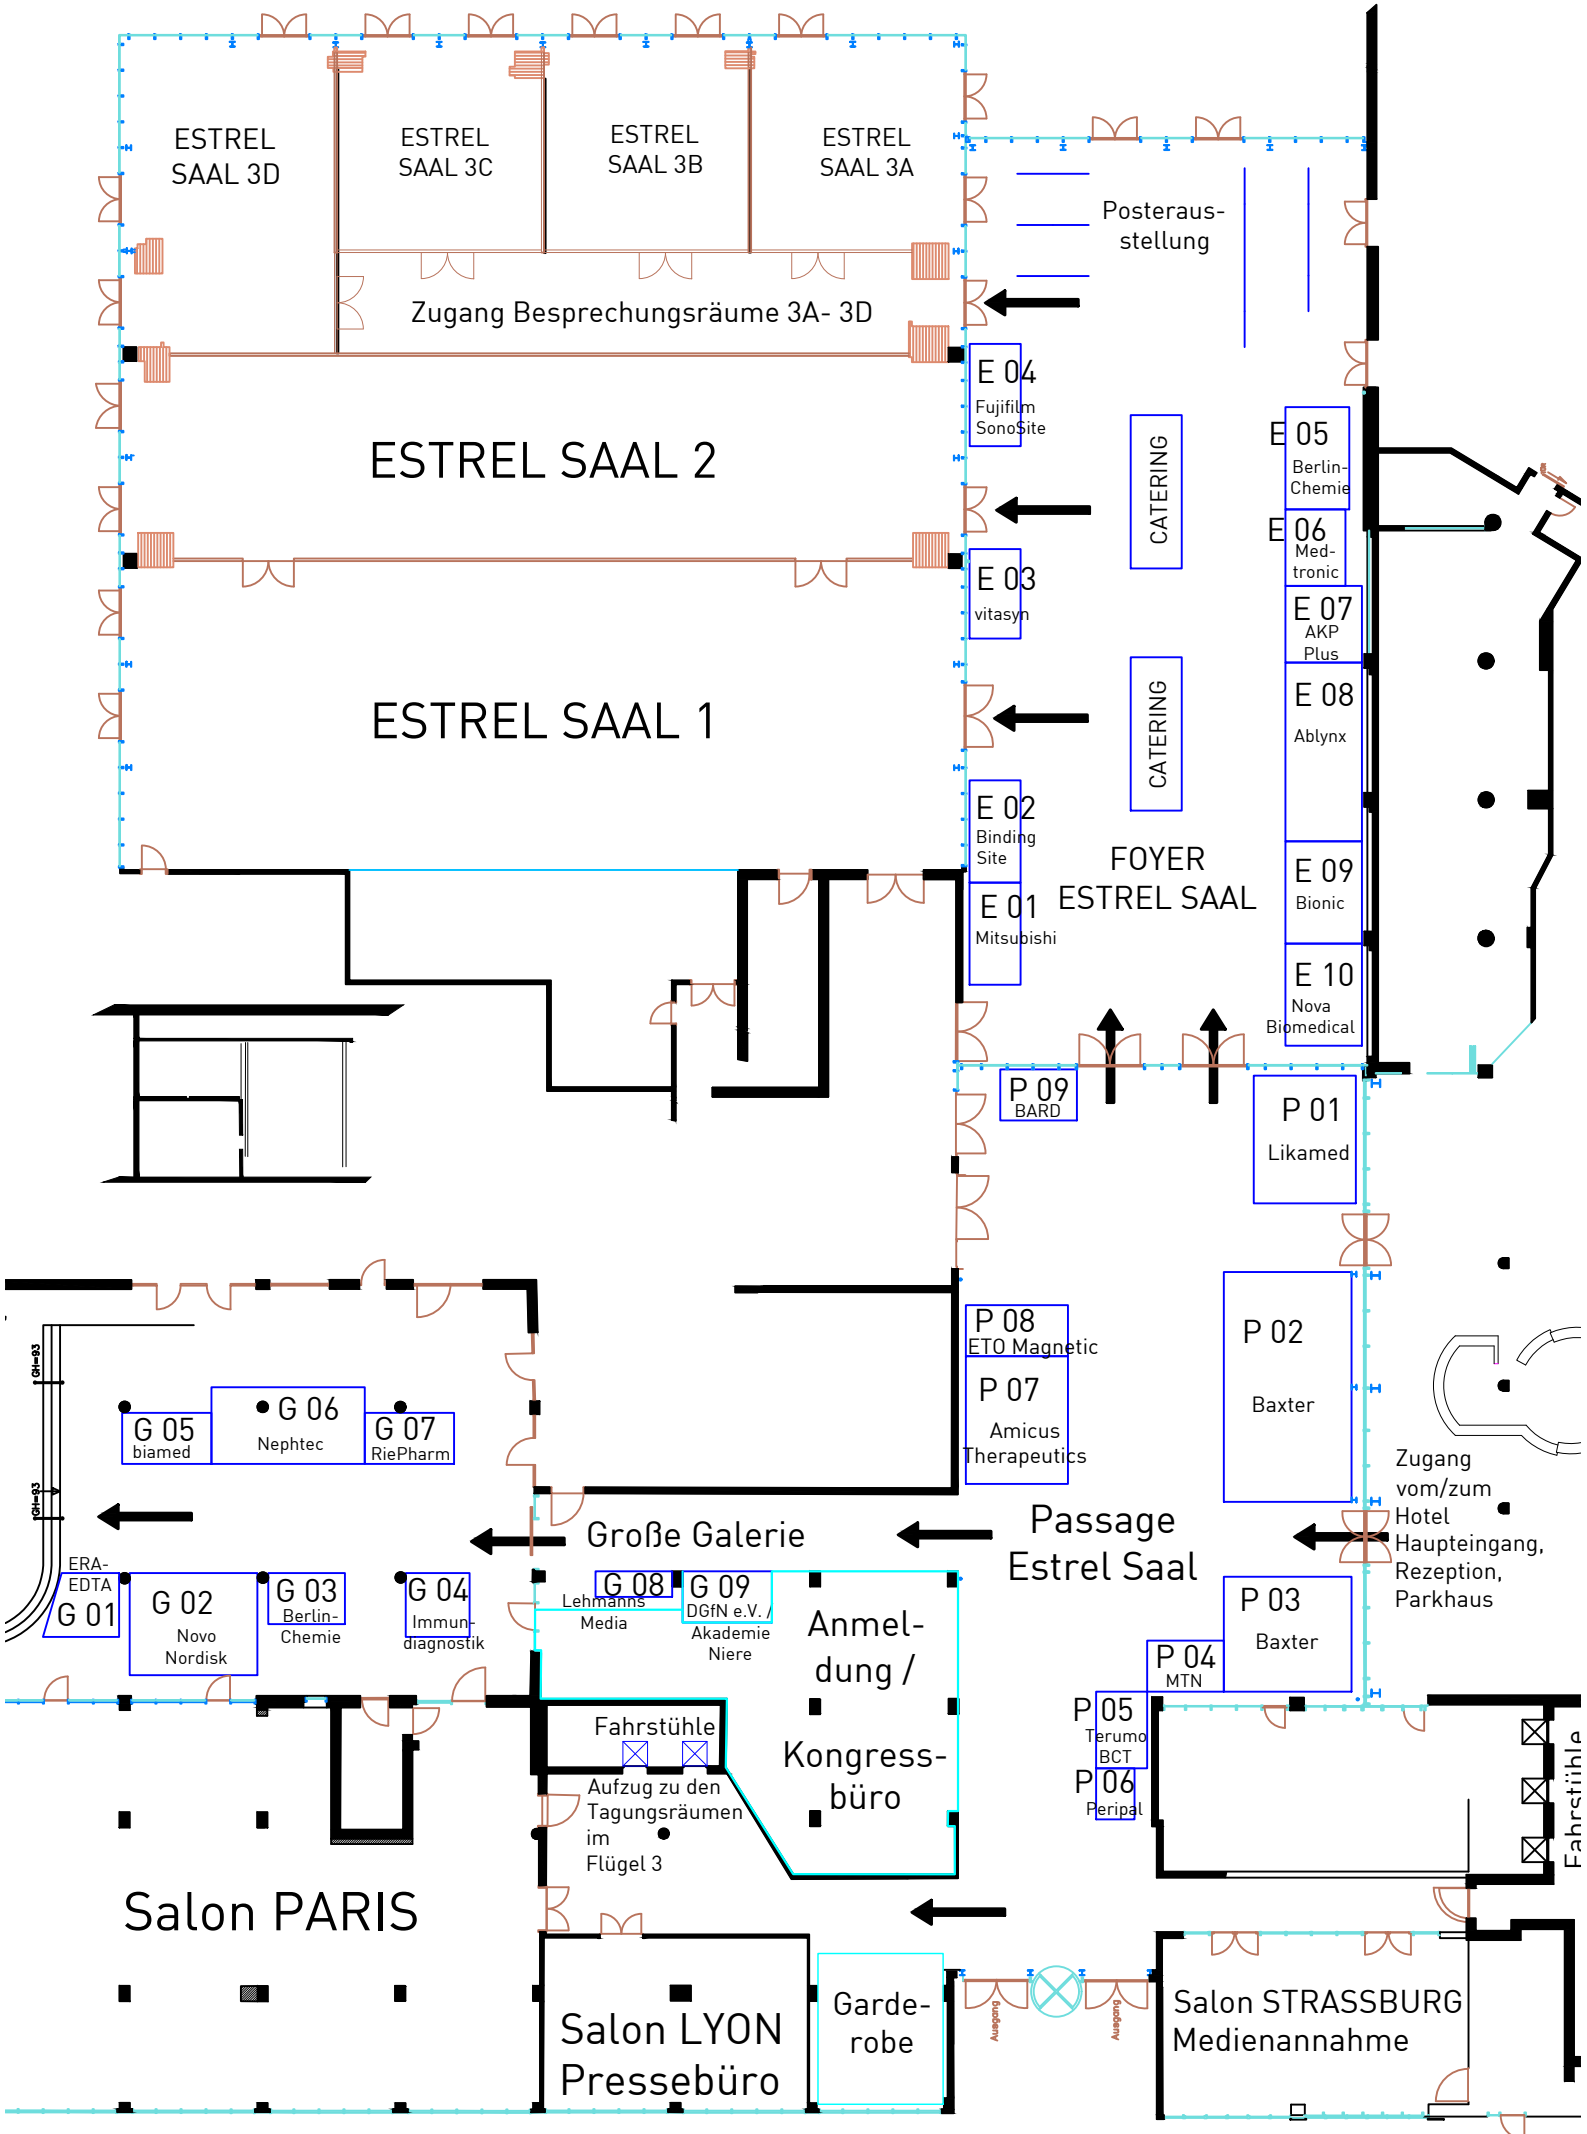 ESTREL
SAAL 3D
ESTREL
SAAL 3C
ESTREL
SAAL 3B
ESTREL
SAAL 3A
Posteraus-
stellung
Zugang Besprechungsräume 3A- 3D
E 04
Fujifilm
SonoSite
ESTREL SAAL 2
CATERING
E 05
Berlin-
Chemie
E 06
Med-
tronic
E 03
vitasyn
E 07
AKP
Plus
ESTREL SAAL 1
CATERING
E 08
Ablynx
E 02
Binding
Site
FOYER
ESTREL SAAL
E 09
Bionic
E 01
Mitsubishi
E 10
Nova
Biomedical
P 09
BARD
P 01
Likamed
P 08
ETO Magnetic
P 07
Amicus
Therapeutics
P 02
Baxter
GH=93
GH=93
G 05
biamed
G 06
Nephtec
G 07
RiePharm
Zugang
vom/zum
Hotel
Haupteingang,
Rezeption,
Parkhaus
Große Galerie
Passage
Estrel Saal
ERA-
EDTA
G 01
G 02
Novo
Nordisk
G 03
Berlin-
Chemie
G 04
Immun-
diagnostik
G 08
Lehmanns
Media
G 09
DGfN e.V. /
Akademie
Niere
Anmel-
dung /
Kongress-
büro
P 03
Baxter
P 04
MTN
P 05
Terumo
BCT
P 06
Peripal
Fahrstühle
Aufzug zu den
Tagungsräumen
im
Flügel 3
Fahrstühle
Salon PARIS
Salon LYON
Pressebüro
Garde-
robe
Ausgang
Ausgang
Salon STRASSBURG
Medienannahme